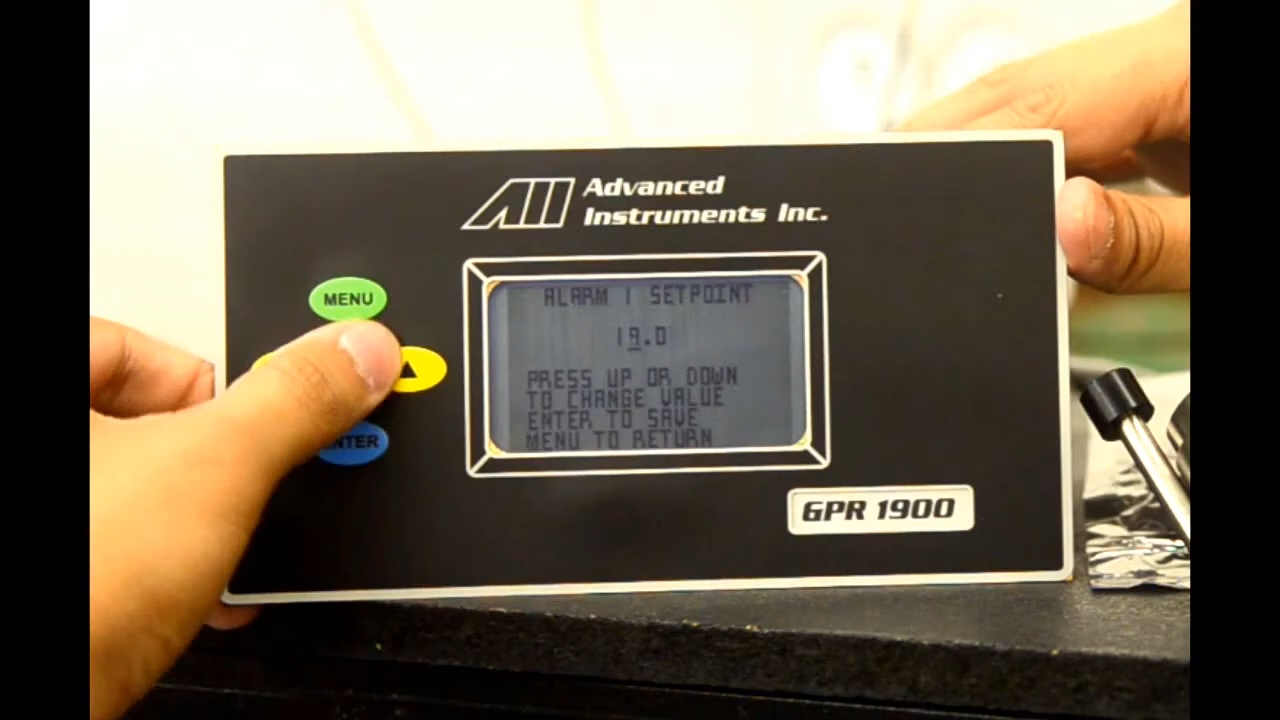 Advanced
Instruments Inc.
MENU
ALARM 1 SETPOINT
19.0
PRESS UP OR DOWN
TO CHANGE VALUE
ENTER TO SAVE
MENU TO RETURN
GPR 1900